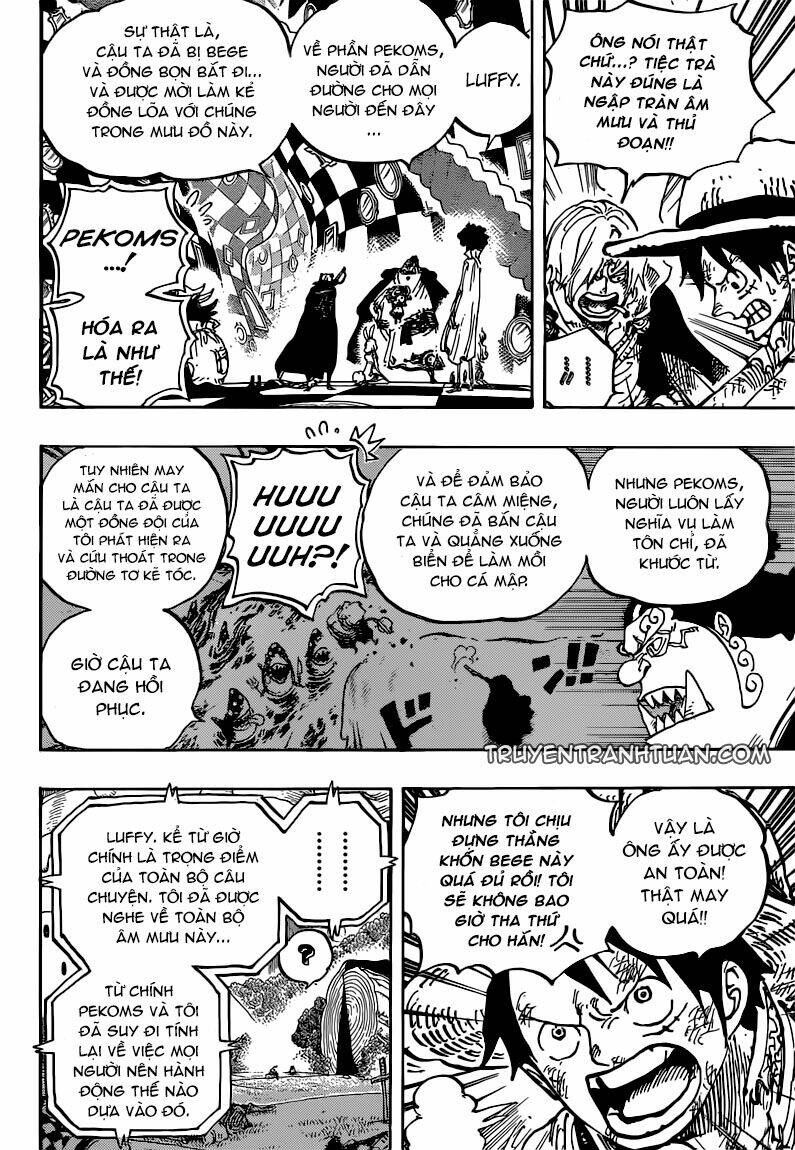 ÔNG NÓI THẬT
CHỨ...? TIỆC TRÀ
NÀY ĐÚNG LÀ
NGẬP TRÀN ÂM
MƯU VÀ THỦ
ĐOẠN!!
LUFFY.
VỀ PHẦN PEKOMS,
NGƯỜI ĐÃ DẪN
ĐƯỜNG CHO MỌI
NGƯỜI ĐẾN ĐÂY
...
SỰ THẬT LÀ,
CẬU TA ĐÃ BỊ BEGE
VÀ ĐỒNG BỌN BẮT ĐI...
VÀ ĐƯỢC MỜI LÀM KẺ
ĐỒNG LÕA VỚI CHÚNG
TRONG MƯU ĐỒ NÀY.
PEKOMS
...!
HÓA RA
LÀ NHƯ
THẾ!
NHƯNG PEKOMS,
NGƯỜI LUÔN LẤY
NGHĨA VỤ LÀM
TÔN CHỈ, ĐÃ
KHƯỚC TỪ.
VÀ ĐỂ ĐẢM BẢO
CẬU TA CÂM MIỆNG,
CHÚNG ĐÃ BẮN CẬU
TA VÀ QUẲNG XUỐNG
BIỂN ĐỂ LÀM MỒI
CHO CÁ MẬP.
HUUU
UUUUU
UUH?!
TUY NHIÊN MAY
MẮN CHO CẬU TA
LÀ CẬU TA ĐÃ ĐƯỢC
MỘT ĐỒNG ĐỘI CỦA
TÔI PHÁT HIỆN RA
VÀ CỨU THOÁT TRONG
ĐƯỜNG TƠ KẼ TÓC.
GIỜ CẬU TA
ĐANG HỒI
PHỤC.
ドドド
TRUYENTRANHTUAN.COM
VẬY LÀ
ÔNG ẤY ĐƯỢC
AN TOÀN!
THẬT MAY
QUÁ!!
NHƯNG TÔI CHỊU
ĐỰNG THẰNG
KHỐN BEGE NÀY
QUÁ ĐỦ RỒI! TÔI
SẼ KHÔNG BAO
GIỜ THA THỨ
CHO HẮN!
?
LUFFY. KỂ TỪ GIỜ
CHÍNH LÀ TRỌNG ĐIỂM
CỦA TOÀN BỘ CÂU
CHUYỆN. TÔI ĐÃ ĐƯỢC
NGHE VỀ TOÀN BỘ
ÂM MƯU NÀY...
TỪ CHÍNH
PEKOMS VÀ TÔI
ĐÃ SUY ĐI TÍNH
LẠI VỀ VIỆC MỌI
NGƯỜI NÊN HÀNH
ĐỘNG THẾ NÀO
DỰA VÀO ĐÓ.